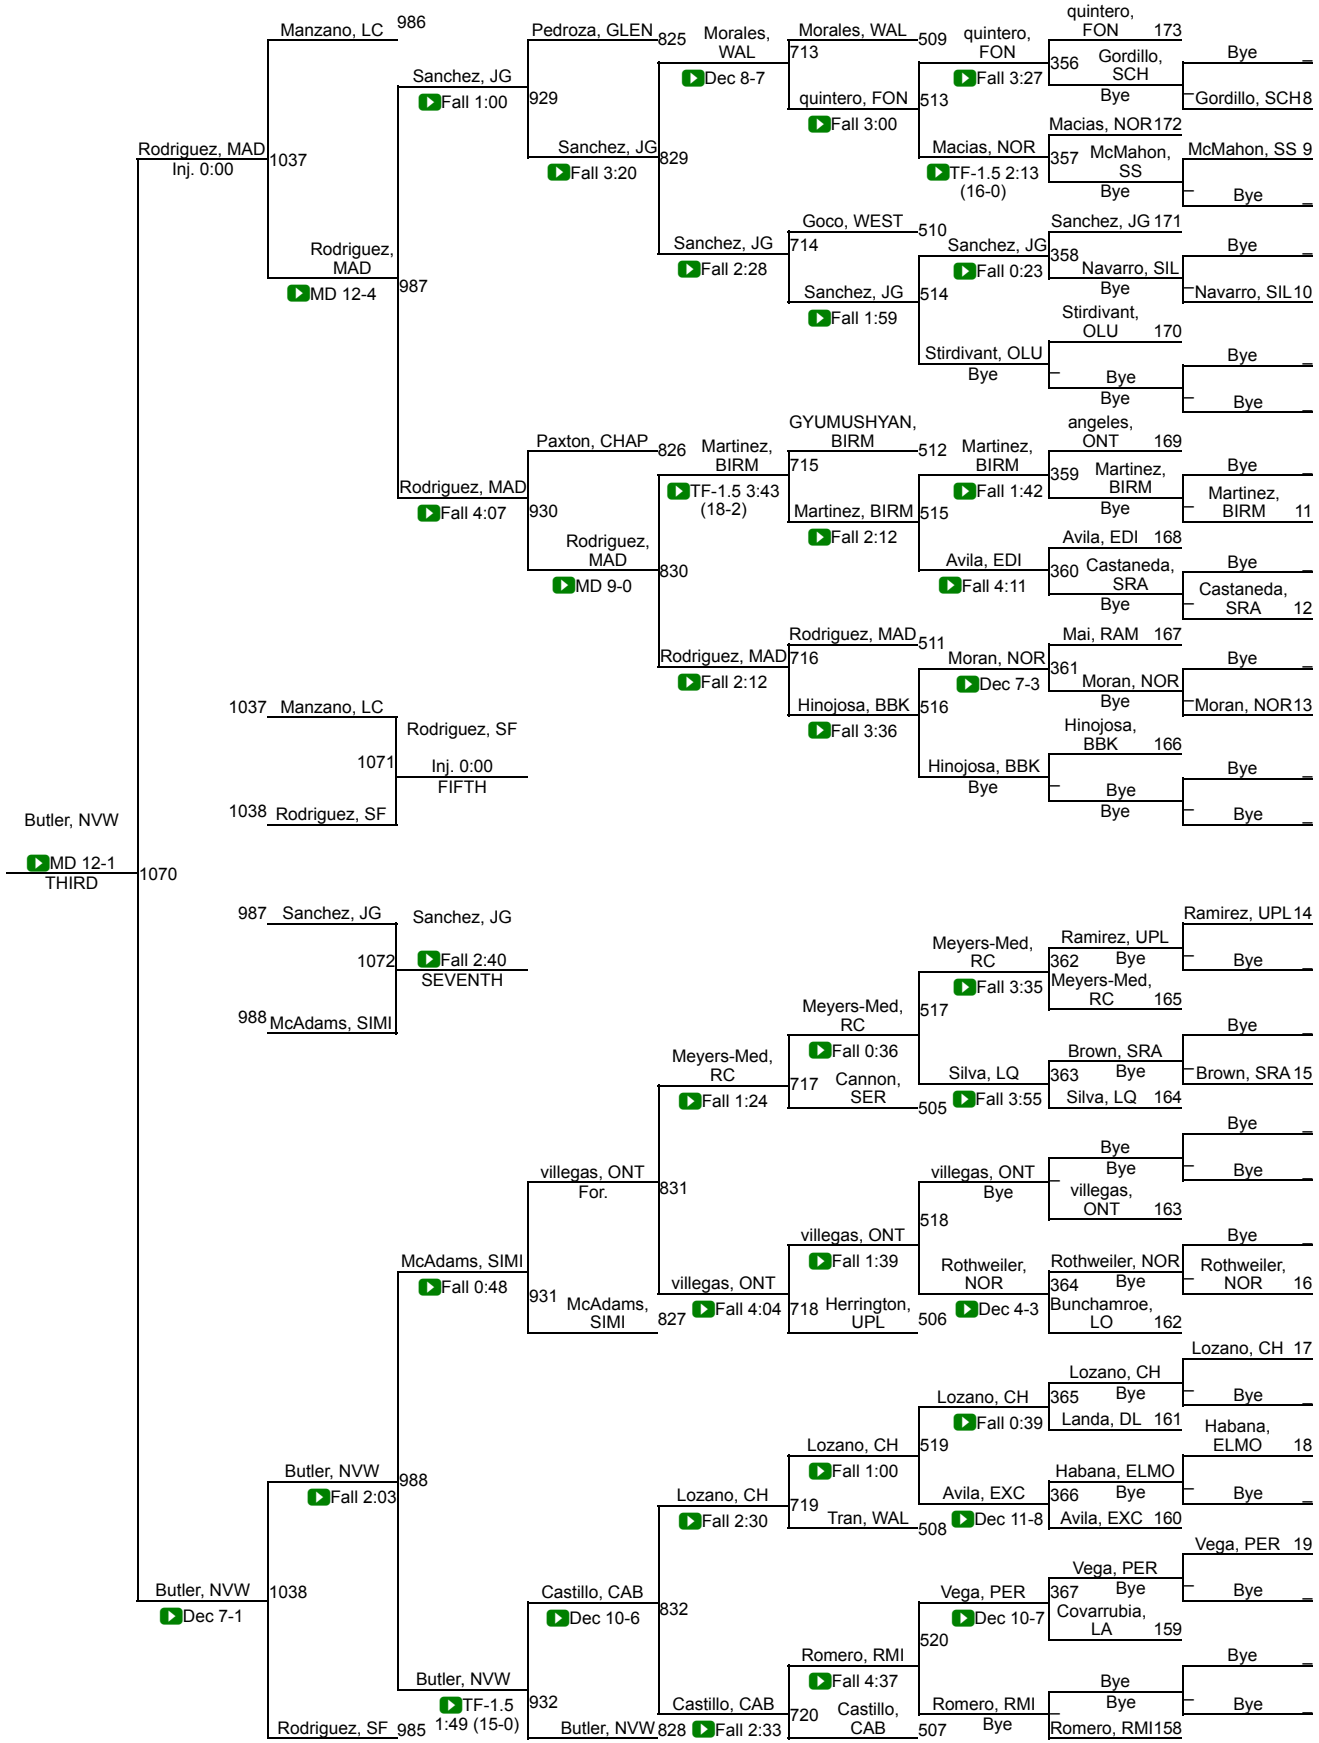 Manzano, LC 986
Pedroza, GLEN 825
Morales,
WAL
Dec 8-7
Morales, WAL 509
713
quintero,
FON
Fall 3:27
quintero,
FON 173
356 Gordillo,
SCH
Bye
Bye _
Gordillo, SCH 8
Sanchez, JG
Fall 1:00
929
quintero, FON 513
Fall 3:00
Macias, NOR 172
Macias, NOR
TF-1.5 2:13
(16-0)
357 McMahon,
SS
Bye
McMahon, SS 9
Bye _
Rodriguez, MAD
Inj. 0:00
1037
Sanchez, JG
Fall 3:20
829
Goco, WEST 510
714
Sanchez, JG 171
Sanchez, JG
Fall 0:23
358
Navarro, SIL
Bye
Bye _
Navarro, SIL 10
Rodriguez,
MAD
MD 12-4
987
Sanchez, JG
Fall 2:28
Sanchez, JG 514
Fall 1:59
Stirdivant,
OLU 170
Stirdivant, OLU
Bye
Bye
Bye
Bye _
Bye _
Paxton, CHAP 826
Martinez,
BIRM
TF-1.5 3:43
(18-2)
GYUMUSHYAN,
BIRM 512
715
Martinez,
BIRM
Fall 1:42
angeles,
ONT 169
359 Martinez,
BIRM
Bye
Bye _
Martinez,
BIRM 11
Rodriguez, MAD
Fall 4:07
930
Martinez, BIRM 515
Fall 2:12
Avila, EDI 168
Rodriguez,
MAD
MD 9-0
830
Avila, EDI
Fall 4:11
360 Castaneda,
SRA
Bye
Bye _
Castaneda,
SRA 12
Rodriguez, MAD 511
716
Mai, RAM 167
Rodriguez, MAD
Fall 2:12
Moran, NOR
Dec 7-3
361
Moran, NOR
Bye
Bye _
Moran, NOR 13
Hinojosa, BBK 516
Fall 3:36
Hinojosa,
BBK 166
Hinojosa, BBK
Bye
Bye
Bye
Bye _
Bye _
1037 Manzano, LC
Rodriguez, SF
1071 Inj. 0:00
FIFTH
1038 Rodriguez, SF
Butler, NVW
MD 12-1
THIRD
1070
987 Sanchez, JG
Sanchez, JG
1072 Fall 2:40
SEVENTH
988 McAdams, SIMI
Meyers-Med,
RC
Fall 3:35
Ramirez, UPL
362 Bye
Meyers-Med,
RC 165
Ramirez, UPL 14
Bye _
Meyers-Med,
RC
Fall 0:36
517
Meyers-Med,
RC
Fall 1:24
717 Cannon,
SER 505
Silva, LQ
Fall 3:55
Brown, SRA
363 Bye
Silva, LQ 164
Bye _
Brown, SRA 15
villegas, ONT
For.
831
villegas, ONT
Bye
Bye
Bye
villegas,
ONT 163
Bye _
Bye _
518
villegas, ONT
Fall 1:39
McAdams, SIMI
Fall 0:48
931 McAdams,
SIMI 827
villegas, ONT
Fall 4:04
718 Herrington,
UPL 506
Rothweiler,
NOR
Dec 4-3
Rothweiler, NOR
364 Bye
Bunchamroe,
LO 162
Bye _
Rothweiler,
NOR 16
Lozano, CH
Fall 0:39
Lozano, CH
365 Bye
Landa, DL 161
Lozano, CH 17
Bye _
Lozano, CH 519
Fall 1:00
Butler, NVW
Fall 2:03
988
Lozano, CH
Fall 2:30
719
Tran, WAL 508
Avila, EXC
Dec 11-8
Habana, ELMO
366 Bye
Avila, EXC 160
Habana,
ELMO 18
Bye _
Butler, NVW
Dec 7-1
1038
Castillo, CAB
Dec 10-6
832
Vega, PER
Dec 10-7
Vega, PER
367 Bye
Covarrubia,
LA 159
Vega, PER 19
Bye _
520
Romero, RMI
Fall 4:37
Butler, NVW
TF-1.5
1:49 (15-0)
932
Castillo, CAB
Fall 2:33
720 Castillo,
CAB 507
Romero, RMI
Bye
Bye
Bye
Romero, RMI 158
Bye _
Bye _
Rodriguez, SF 985
Butler, NVW 828